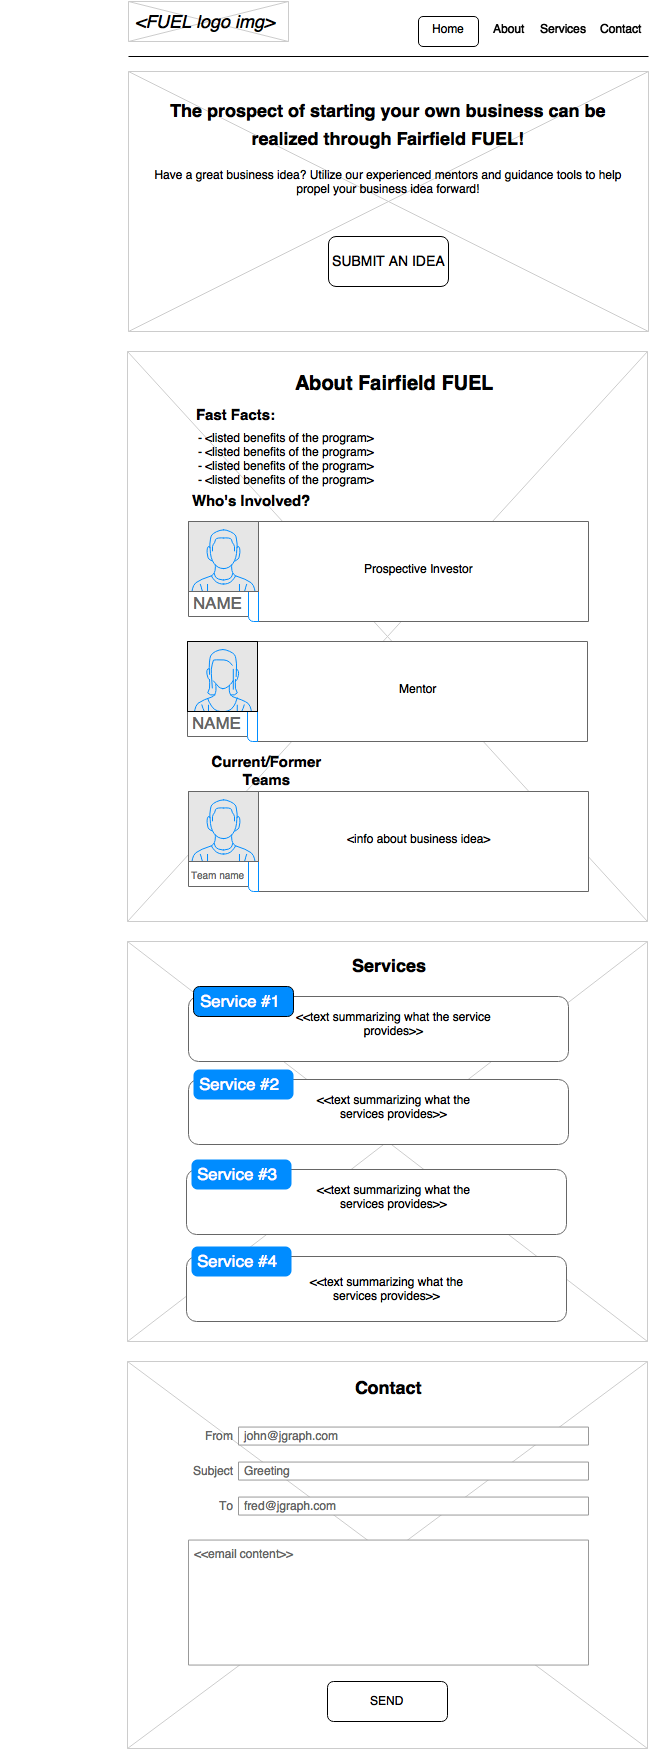 <FUEL logo img>
Home About Services Contact
The prospect of starting your own business can be
realized through Fairfield FUEL!
Have a great business idea? Utilize our experienced mentors and guidance tools to help
propel your business idea forward!
SUBMIT AN IDEA
About Fairfield FUEL
Fast Facts:
- <listed benefits of the program>
- <listed benefits of the program>
- <listed benefits of the program>
- <listed benefits of the program>
Who's Involved?
Prospective Investor
NAME
Mentor
NAME
Current/Former
Teams
<info about business idea>
Team name
Services
Service #1
<<text summarizing what the service
provides>>
Service #2
<<text summarizing what the
services provides>>
Service #3
<<text summarizing what the
services provides>>
Service #4
<<text summarizing what the
services provides>>
Contact
From john@jgraph.com
Subject Greeting
To fred@jgraph.com
<<email content>>
SEND